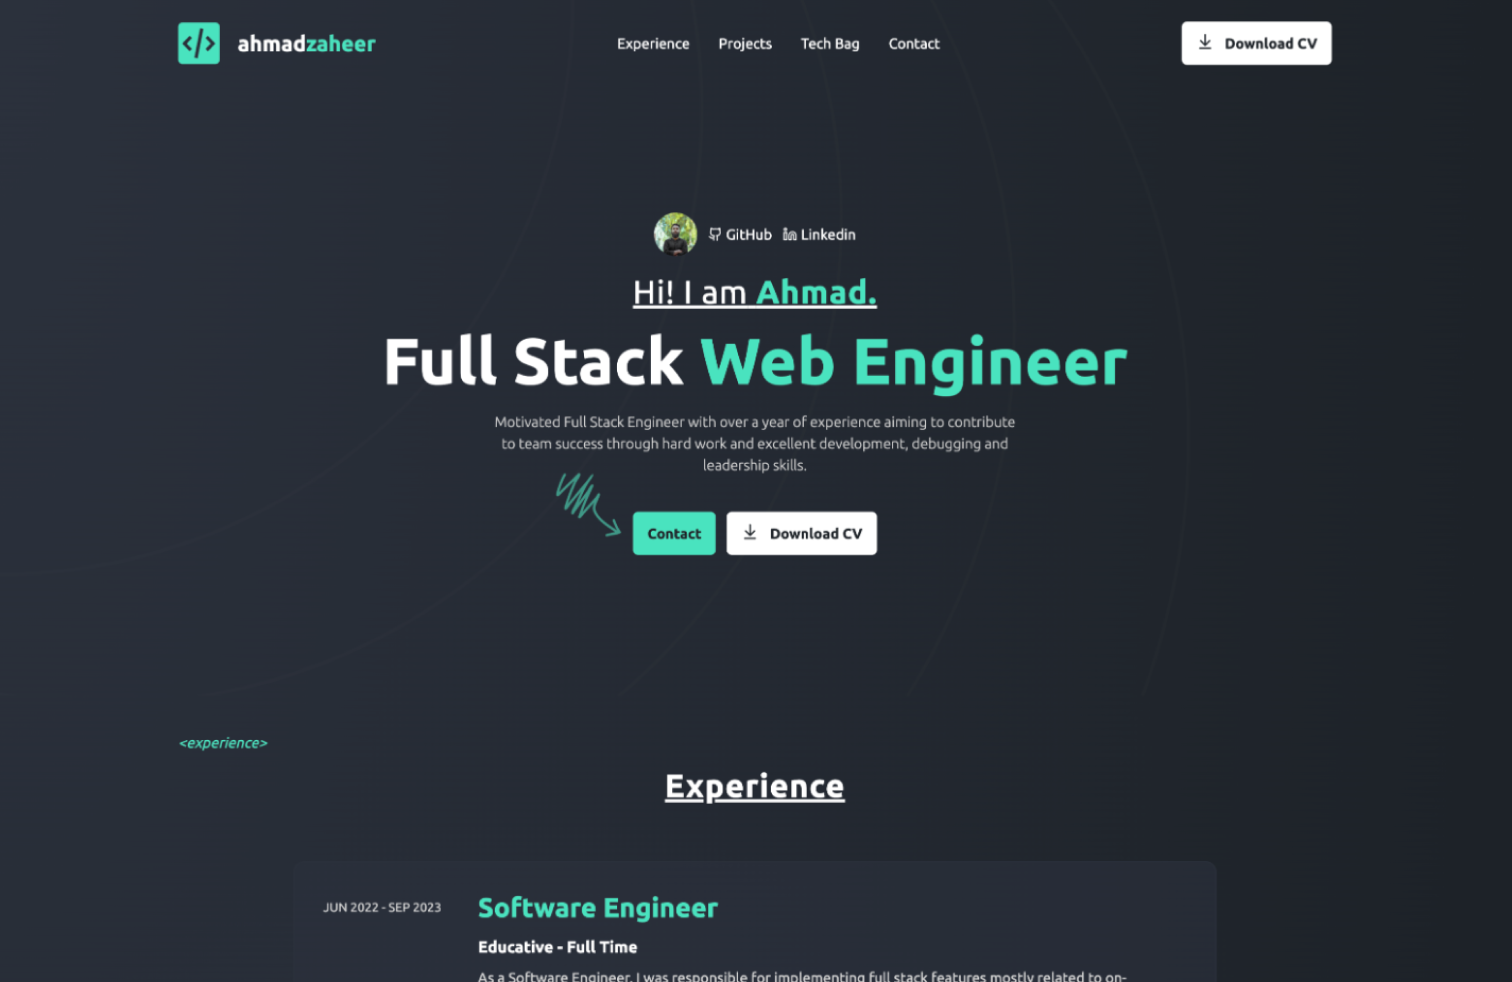 </> ahmadzaheer
Experience Projects Tech Bag Contact
Download CV
GitHub Linkedin
Hi! I am Ahmad.
Full Stack Web Engineer
Motivated Full Stack Engineer with over a year of experience aiming to contribute
to team success through hard work and excellent development, debugging and
leadership skills.
Contact Download CV
<experience>
Experience
JUN 2022 - SEP 2023
Software Engineer
Educative - Full Time
As a Software Engineer, I was responsible for implementing full stack features mostly related to on-